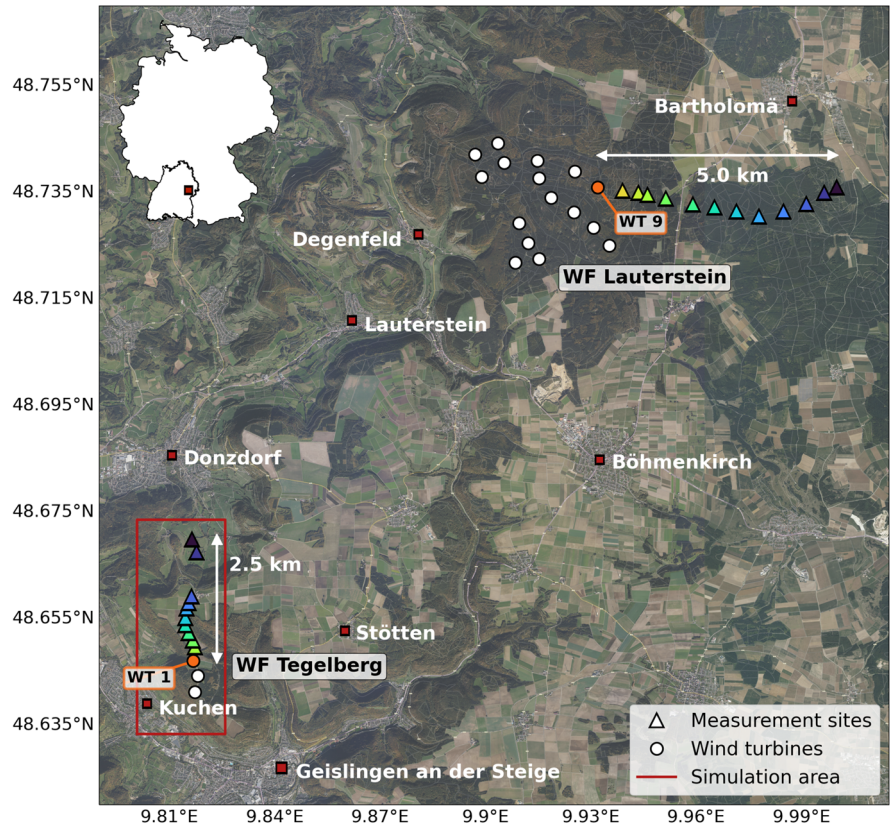 48.755°N
Bartholomä
5.0 km
48.735°N
WT 9
Degenfeld
WF Lauterstein
48.715°N
Lauterstein
48.695°N
Donzdorf
Böhmenkirch
48.675°N
2.5 km
48.655°N
Stötten
WF Tegelberg
WT 1
Kuchen
48.635°N
Measurement sites
Wind turbines
Simulation area
Geislingen an der Steige
9.81°E 9.84°E 9.87°E 9.9°E 9.93°E 9.96°E 9.99°E